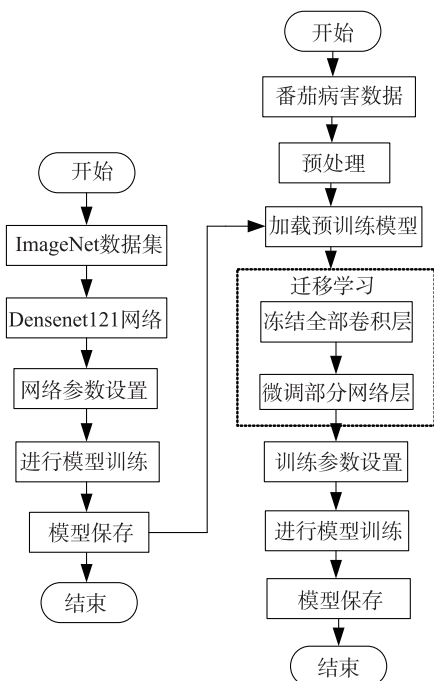 开始
ImageNet数据集
Densenet121网络
网络参数设置
进行模型训练
模型保存
结束
开始
番茄病害数据
预处理
加载预训练模型
迁移学习
冻结全部卷积层
微调部分网络层
训练参数设置
进行模型训练
模型保存
结束